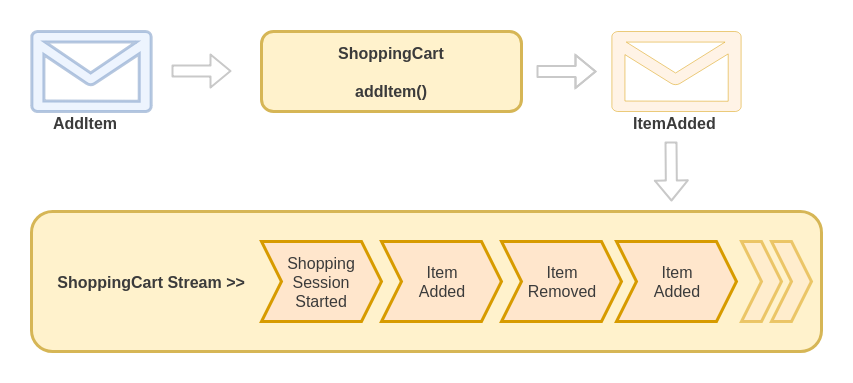 ShoppingCart
addItem()
AddItem
ItemAdded
ShoppingCart Stream >>
Shopping
Session
Started
Item
Added
Item
Removed
Item
Added